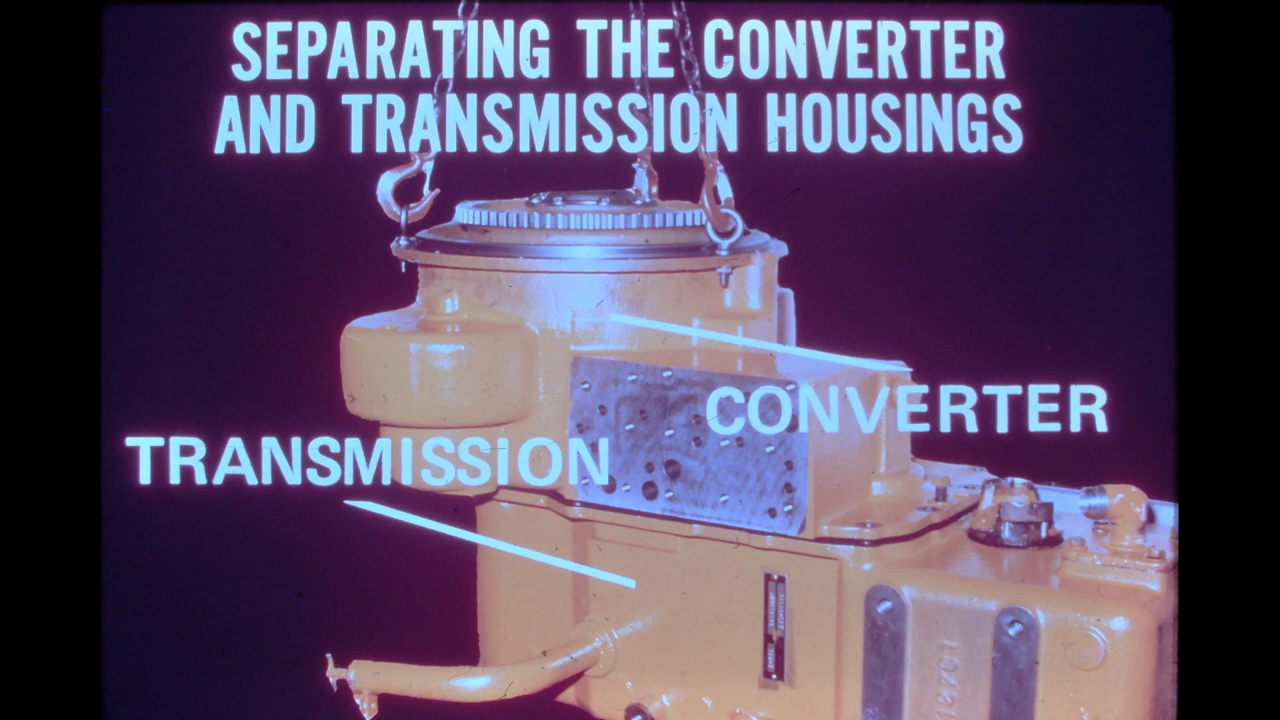 SEPARATING THE CONVERTER
AND TRANSMISSION HOUSINGS
CONVERTER
TRANSMISSION